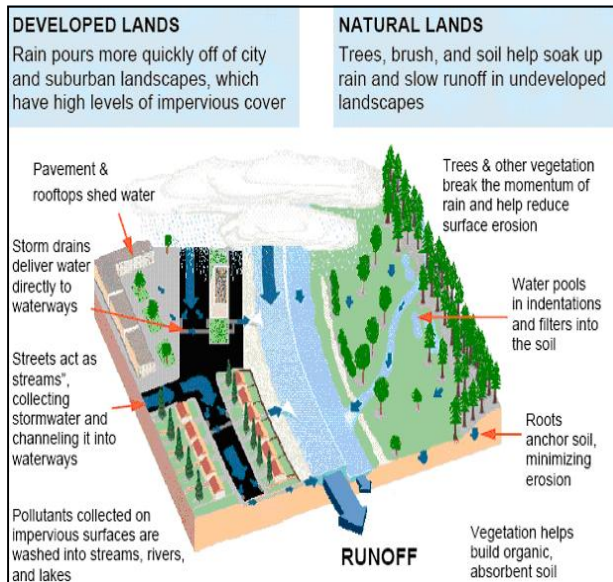 DEVELOPED LANDS
Rain pours more quickly off of city
and suburban landscapes, which
have high levels of impervious cover
NATURAL LANDS
Trees, brush, and soil help soak up
rain and slow runoff in undeveloped
landscapes
Pavement &
rooftops shed water
Storm drains
deliver water
directly to
waterways
Streets act as
streams”,
collecting
stormwater and
channeling it into
waterways
Pollutants collected on
impervious surfaces are
washed into streams, rivers,
and lakes
Trees & other vegetation
break the momentum of
rain and help reduce
surface erosion
Water pools
in indentations
and filters into
the soil
Roots
anchor soil,
minimizing
erosion
Vegetation helps
build organic,
absorbent soil
RUNOFF